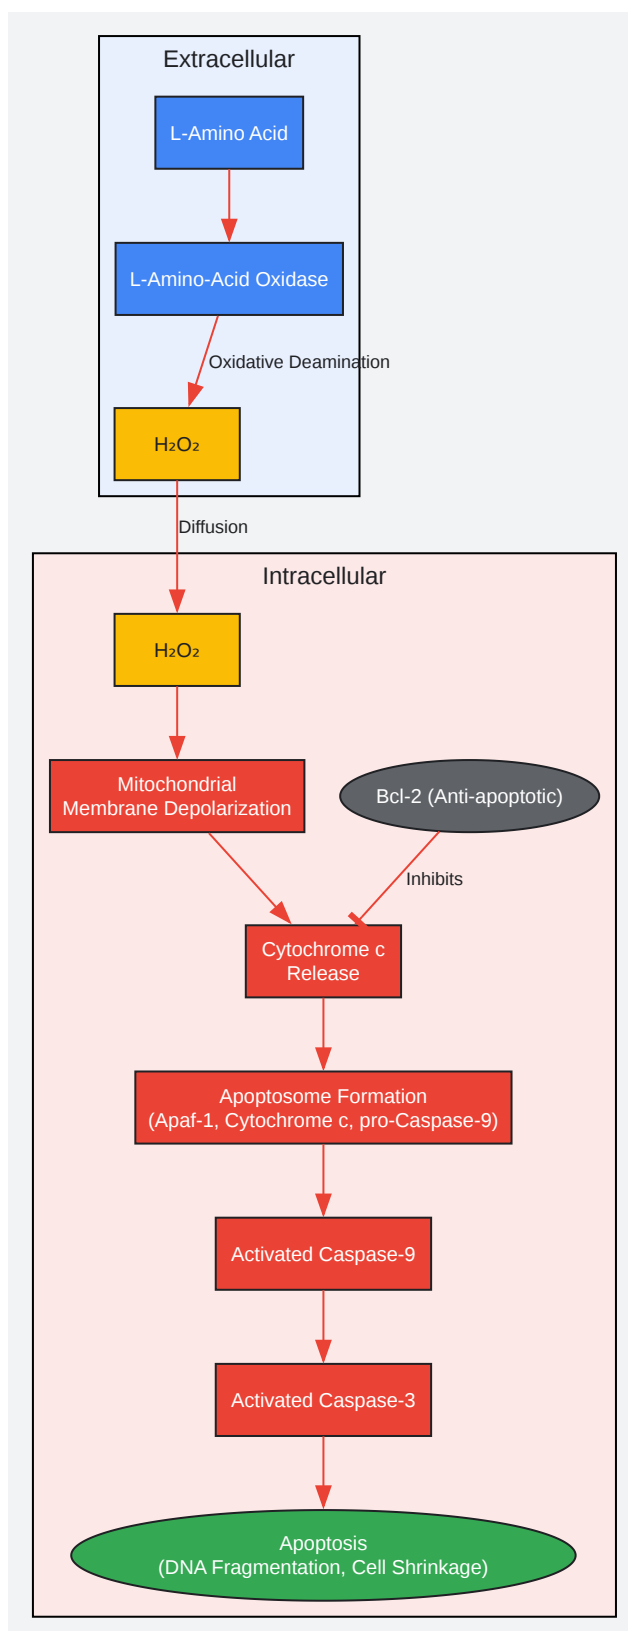 Extracellular
L-Amino Acid
L-Amino-Acid Oxidase
Oxidative Deamination
H₂O₂
Diffusion
Intracellular
H₂O₂
Mitochondrial
Membrane Depolarization
Bcl-2 (Anti-apoptotic)
Inhibits
Cytochrome c
Release
Apoptosome Formation
(Apaf-1, Cytochrome c, pro-Caspase-9)
Activated Caspase-9
Activated Caspase-3
Apoptosis
(DNA Fragmentation, Cell Shrinkage)